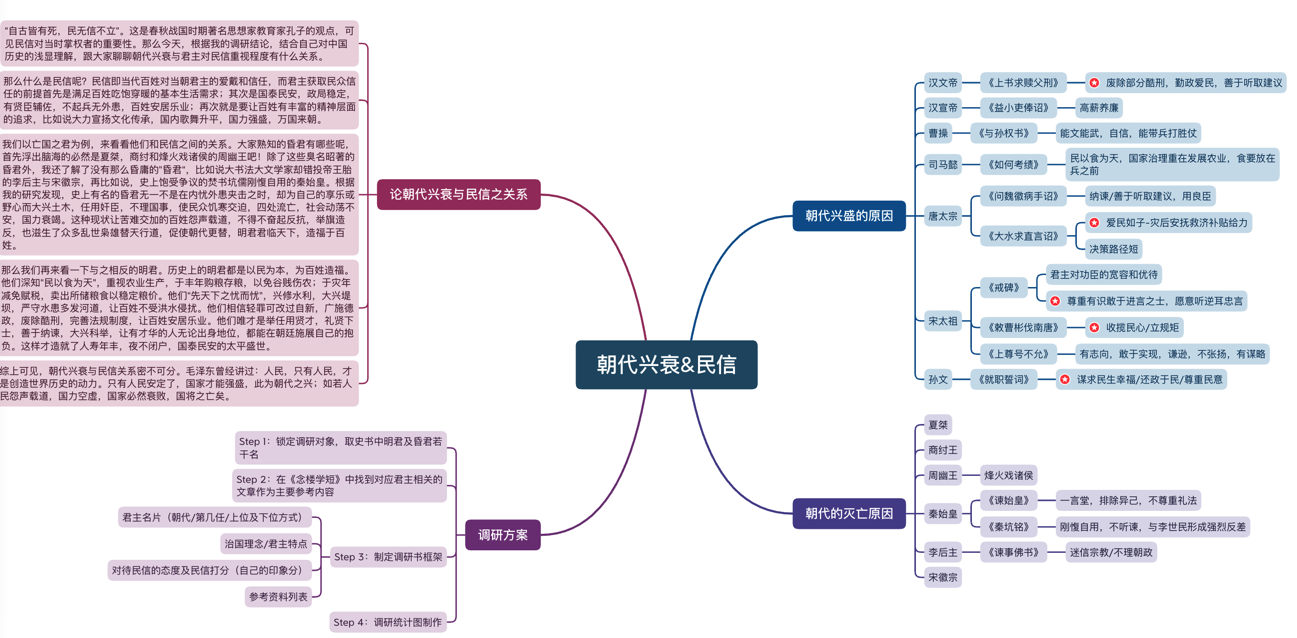 朝代兴衰&民信
论朝代兴衰与民信之关系
"自古皆有死，民无信不立"。这是春秋战国时期著名思想家教育家孔子的观点，可
见民信对当时掌权者的重要性。那么今天，根据我的调研结论，结合自己对中国
历史的浅显理解，跟大家聊聊朝代兴衰与君主对民信重视程度有什么关系。
那么什么是民信呢？民信即当代百姓对当朝君主的爱戴和信任，而君主获取民众信
任的前提首先是满足百姓吃饱穿暖的基本生活需求；其次是国泰民安，政局稳定，
有贤臣辅佐，不起兵无外患，百姓安居乐业；再次就是要让百姓有丰富的精神层面
的追求，比如说大力宣扬文化传承，国内歌舞升平，国力强盛，万国来朝。
我们以亡国之君为例，来看看他们和民信之间的关系。大家熟知的昏君有哪些呢，
首先浮出脑海的必然是夏桀，商纣和烽火戏诸侯的周幽王吧！除了这些臭名昭著的
昏君外，我还了解了没有那么昏庸的"昏君"，比如说大书法大文学家却错投帝王胎
的李后主与宋徽宗，再比如说，史上饱受争议的焚书坑儒刚愎自用的秦始皇。根据
我的研究发现，史上有名的昏君无一不是在内忧外患夹击之时，却为自己的享乐或
野心而大兴土木，任用奸臣，不理国事，使民众饥寒交迫，四处流亡，社会动荡不
安，国力衰竭。这种现状让苦难交加的百姓怨声载道，不得不奋起反抗，举旗造
反，也滋生了众多乱世枭雄替天行道，促使朝代更替，明君君临天下，造福于百
姓。
那么我们再来看一下与之相反的明君。历史上的明君都是以民为本，为百姓造福。
他们深知"民以食为天"，重视农业生产，于丰年购粮存粮，以免谷贱伤农；于灾年
减免赋税，卖出所储粮食以稳定粮价。他们"先天下之忧而忧"，兴修水利，大兴堤
坝，严守水患多发河道，让百姓不受洪水侵扰。他们相信轻罪可改过自新，广施德
政，废除酷刑，完善法规制度，让百姓安居乐业。他们唯才是举任用贤才，礼贤下
士，善于纳谏，大兴科举，让有才华的人无论出身地位，都能在朝廷施展自己的抱
负。这样才造就了人寿年丰，夜不闭户，国泰民安的太平盛世。
综上可见，朝代兴衰与民信关系密不可分。毛泽东曾经讲过：人民，只有人民，才
是创造世界历史的动力。只有人民安定了，国家才能强盛，此为朝代之兴；如若人
民怨声载道，国力空虚，国家必然衰败，国将之亡矣。
调研方案
Step 1：锁定调研对象，取史书中明君及昏君若
干名
Step 2：在《念楼学短》中找到对应君主相关的
文章作为主要参考内容
Step 3：制定调研书框架
君主名片（朝代/第几任/上位及下位方式）
治国理念/君主特点
对待民信的态度及民信打分（自己的印象分）
参考资料列表
Step 4：调研统计图制作
朝代兴盛的原因
汉文帝
《上书求赎父刑》
废除部分酷刑，勤政爱民，善于听取建议
汉宣帝
《益小吏俸诏》
高薪养廉
曹操
《与孙权书》
能文能武，自信，能带兵打胜仗
司马懿
《如何考绩》
民以食为天，国家治理重在发展农业，食要放在
兵之前
唐太宗
《问魏徵病手诏》
纳谏/善于听取建议，用良臣
《大水求直言诏》
爱民如子-灾后安抚救济补贴给力
决策路径短
宋太祖
《戒碑》
君主对功臣的宽容和优待
尊重有识敢于进言之士，愿意听逆耳忠言
《敕曹彬伐南唐》
收揽民心/立规矩
《上尊号不允》
有志向，敢于实现，谦逊，不张扬，有谋略
孙文
《就职誓词》
谋求民生幸福/还政于民/尊重民意
朝代的灭亡原因
夏桀
商纣王
周幽王
烽火戏诸侯
秦始皇
《谏始皇》
一言堂，排除异己，不尊重礼法
《秦坑铭》
刚愎自用，不听谏，与李世民形成强烈反差
李后主
《谏事佛书》
迷信宗教/不理朝政
宋徽宗